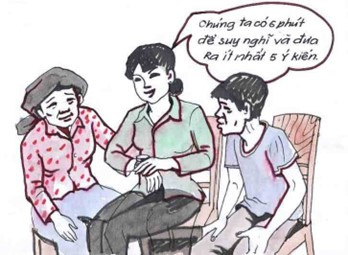 Chúng ta có 5 phút
để suy nghĩ và đưa
Ra ít nhất 5 ý kiến.